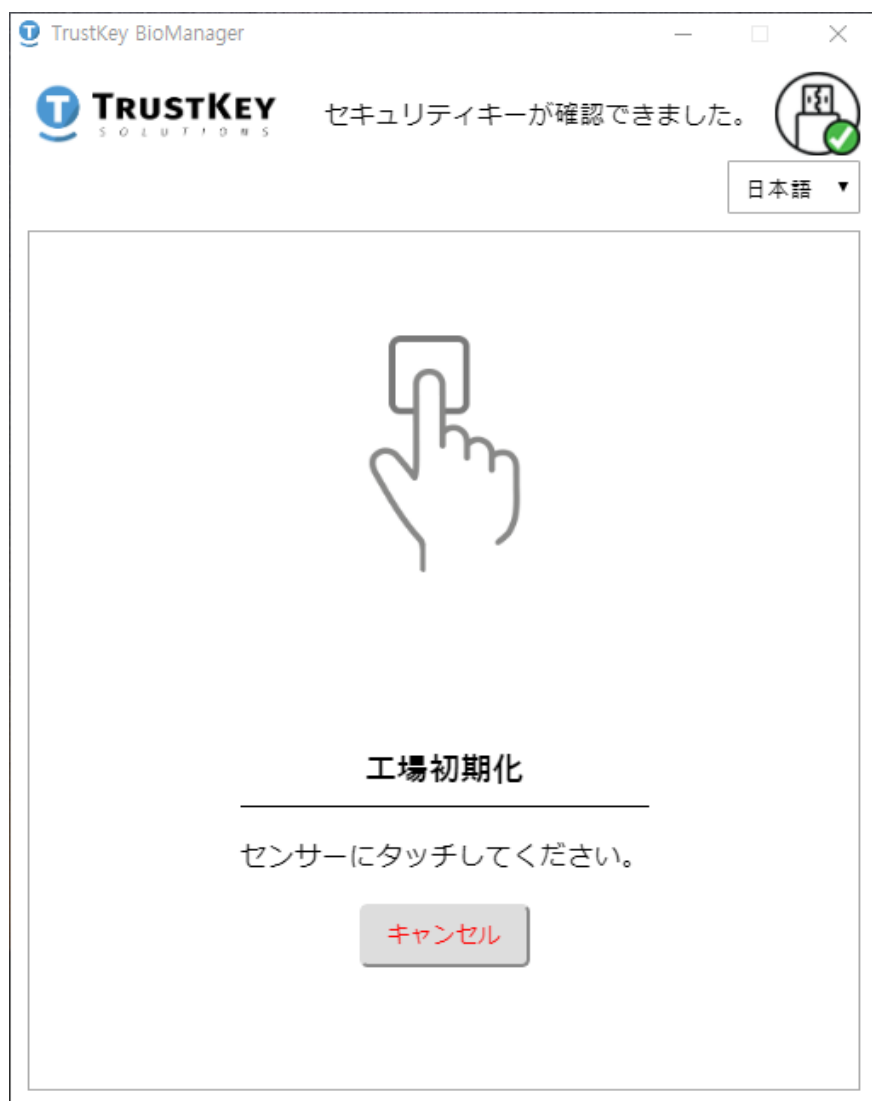 TrustKey BioManager
TRUSTKEY
SOLUTIONS
セキュリティキーが確認できました。
日本語
工場初期化
センサーにタッチしてください。
キャンセル